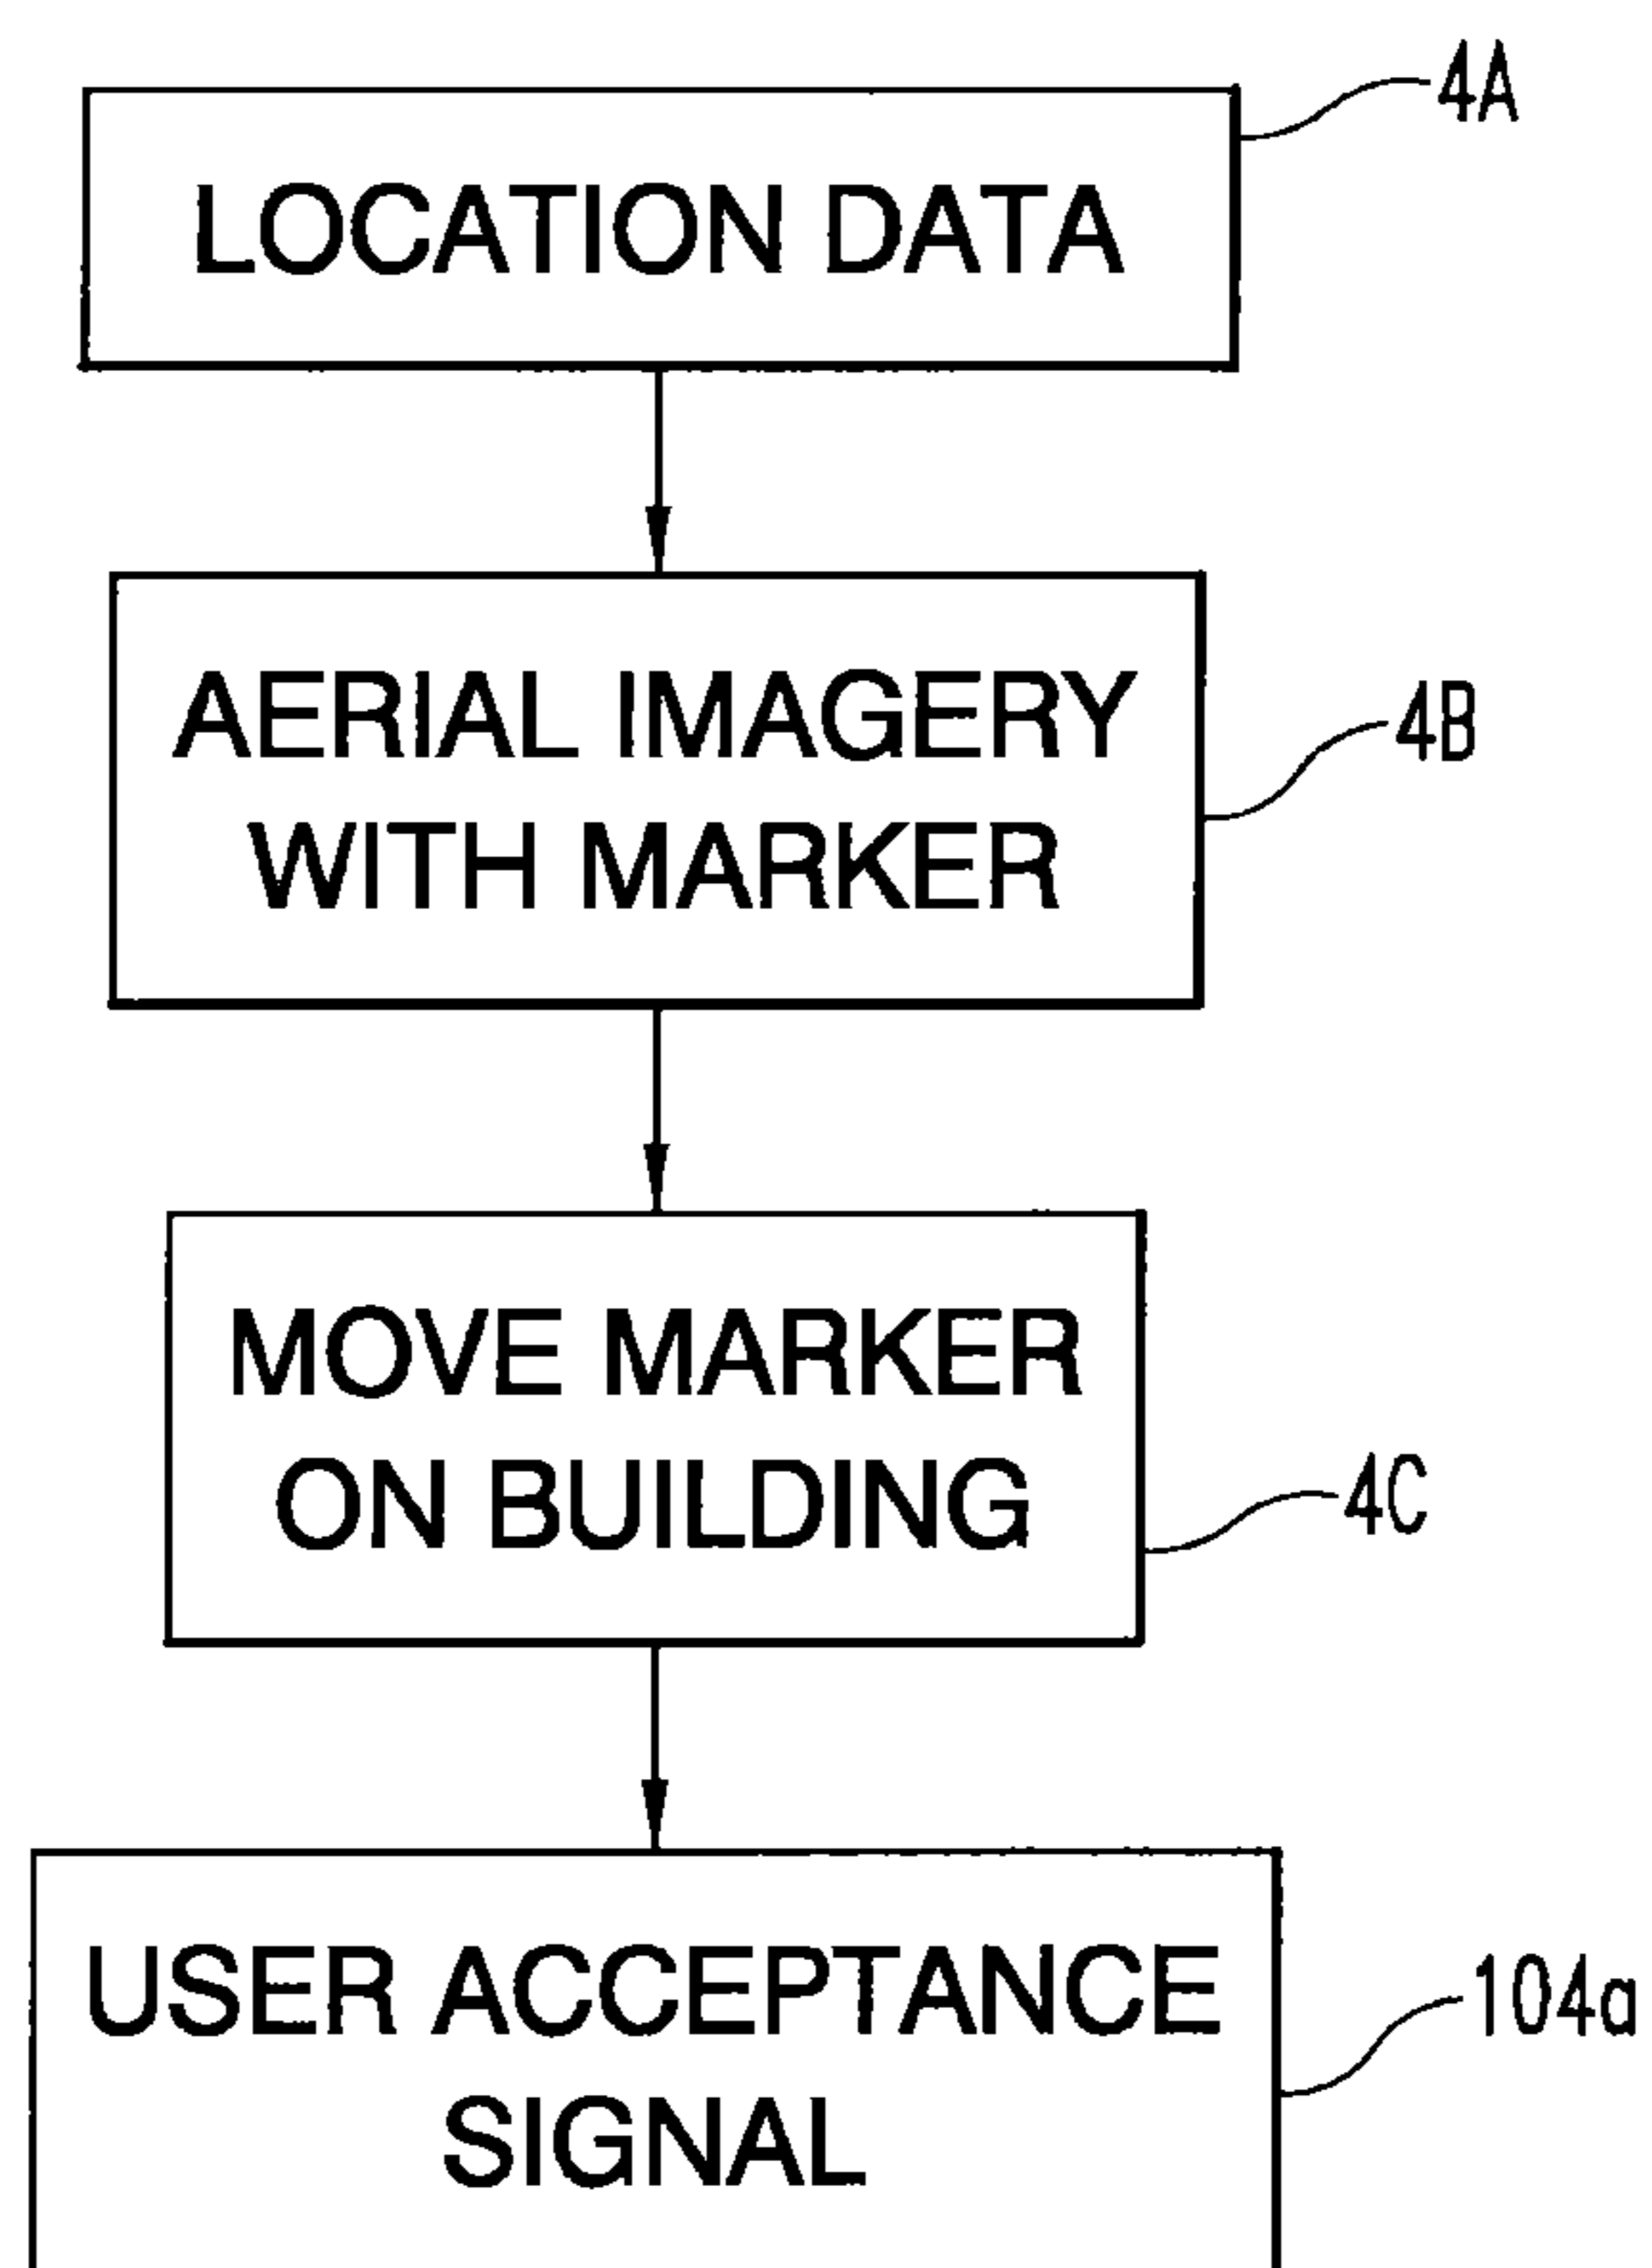 4A
LOCATION DATA
AERIAL IMAGERY
WITH MARKER
4B
MOVE MARKER
ON BUILDING
4C
USER ACCEPTANCE
SIGNAL
104a